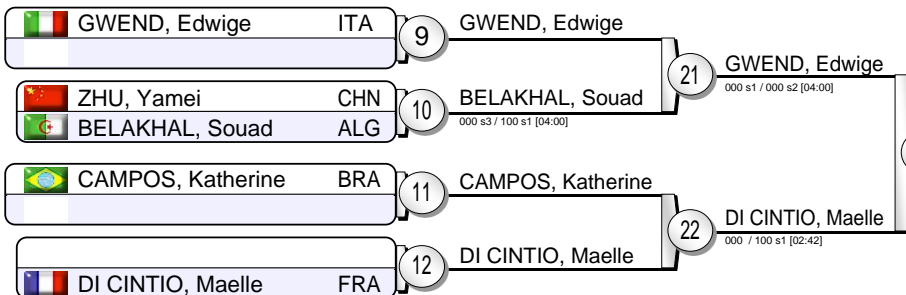 GWEND, Edwige ITA
9
GWEND, Edwige
21
GWEND, Edwige
000 s1 / 000 s2 [04:00]
ZHU, Yamei CHN
BELAKHAL, Souad ALG
10
BELAKHAL, Souad
000 s3 / 100 s1 [04:00]
CAMPOS, Katherine BRA
11
CAMPOS, Katherine
22
DI CINTIO, Maelle
000 / 100 s1 [02:42]
DI CINTIO, Maelle FRA
12
DI CINTIO, Maelle